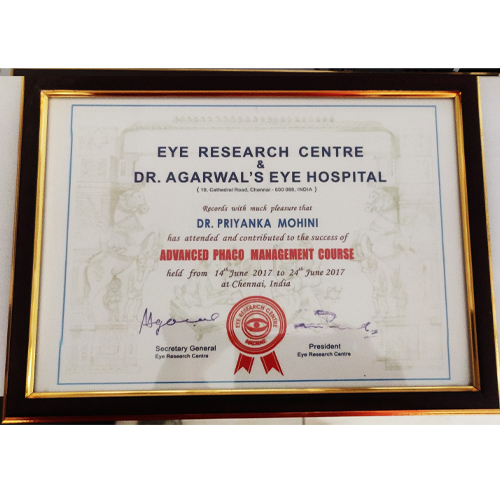 EYE RESEARCH CENTRE
&
DR. AGARWAL'S EYE HOSPITAL
( 19, Cathedral Road, Chennai - 600 086, INDIA )
Records with much pleasure that
DR. PRIYANKA MOHINI
has attended and contributed to the success of
ADVANCED PHACO MANAGEMENT COURSE
held from 14th June 2017 to 24th June 2017
at Chennai, India
EYE RESEARCH CENTRE
Secretary General
Eye Research Centre
President
Eye Research Centre